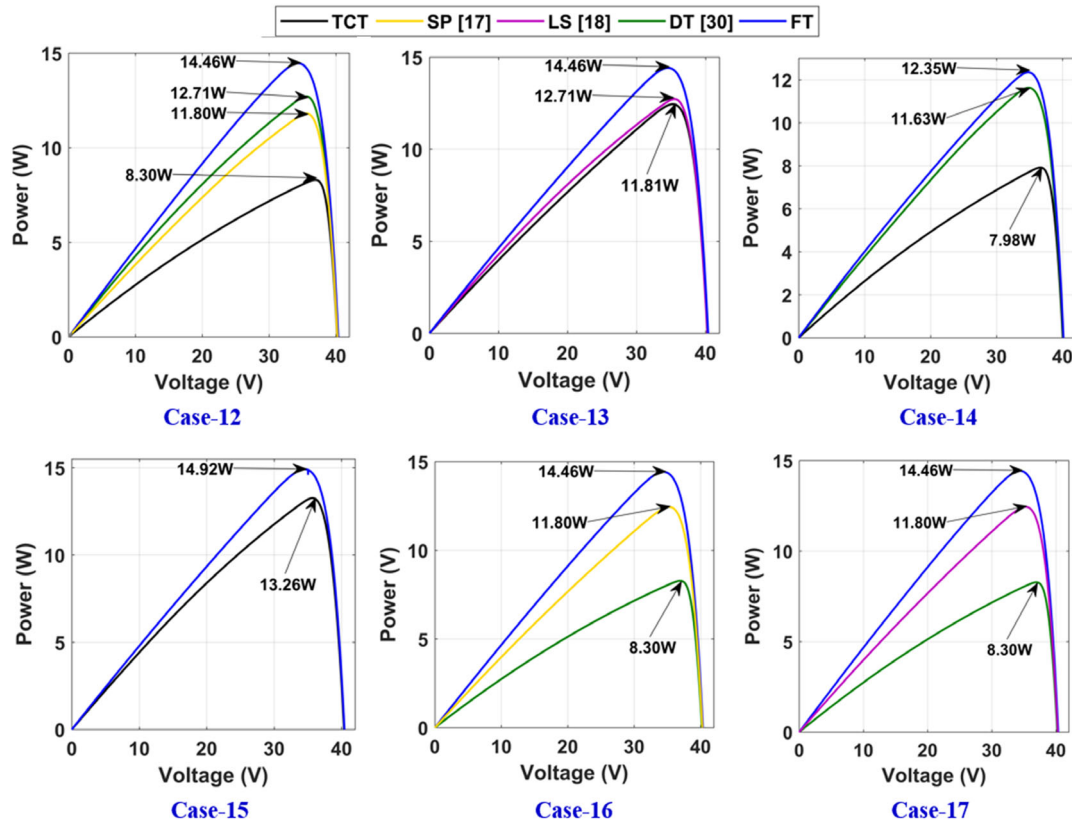 TCT SP [17] LS [18] DT [30] FT
15
10
5
0
Power (W)
14.46W
12.71W
11.80W
8.30W
0 10 20 30 40
Voltage (V)
Case-12
15
10
5
0
Power (W)
14.46W
12.71W
11.81W
0 10 20 30 40
Voltage (V)
Case-13
12
10
8
6
4
2
0
Power (W)
12.35W
11.63W
7.98W
0 10 20 30 40
Voltage (V)
Case-14
15
10
5
0
Power (W)
14.92W
13.26W
0 10 20 30 40
Voltage (V)
Case-15
15
10
5
0
Power (V)
14.46W
11.80W
8.30W
0 10 20 30 40
Voltage (V)
Case-16
15
10
5
0
Power (W)
14.46W
11.80W
8.30W
0 10 20 30 40
Voltage (V)
Case-17